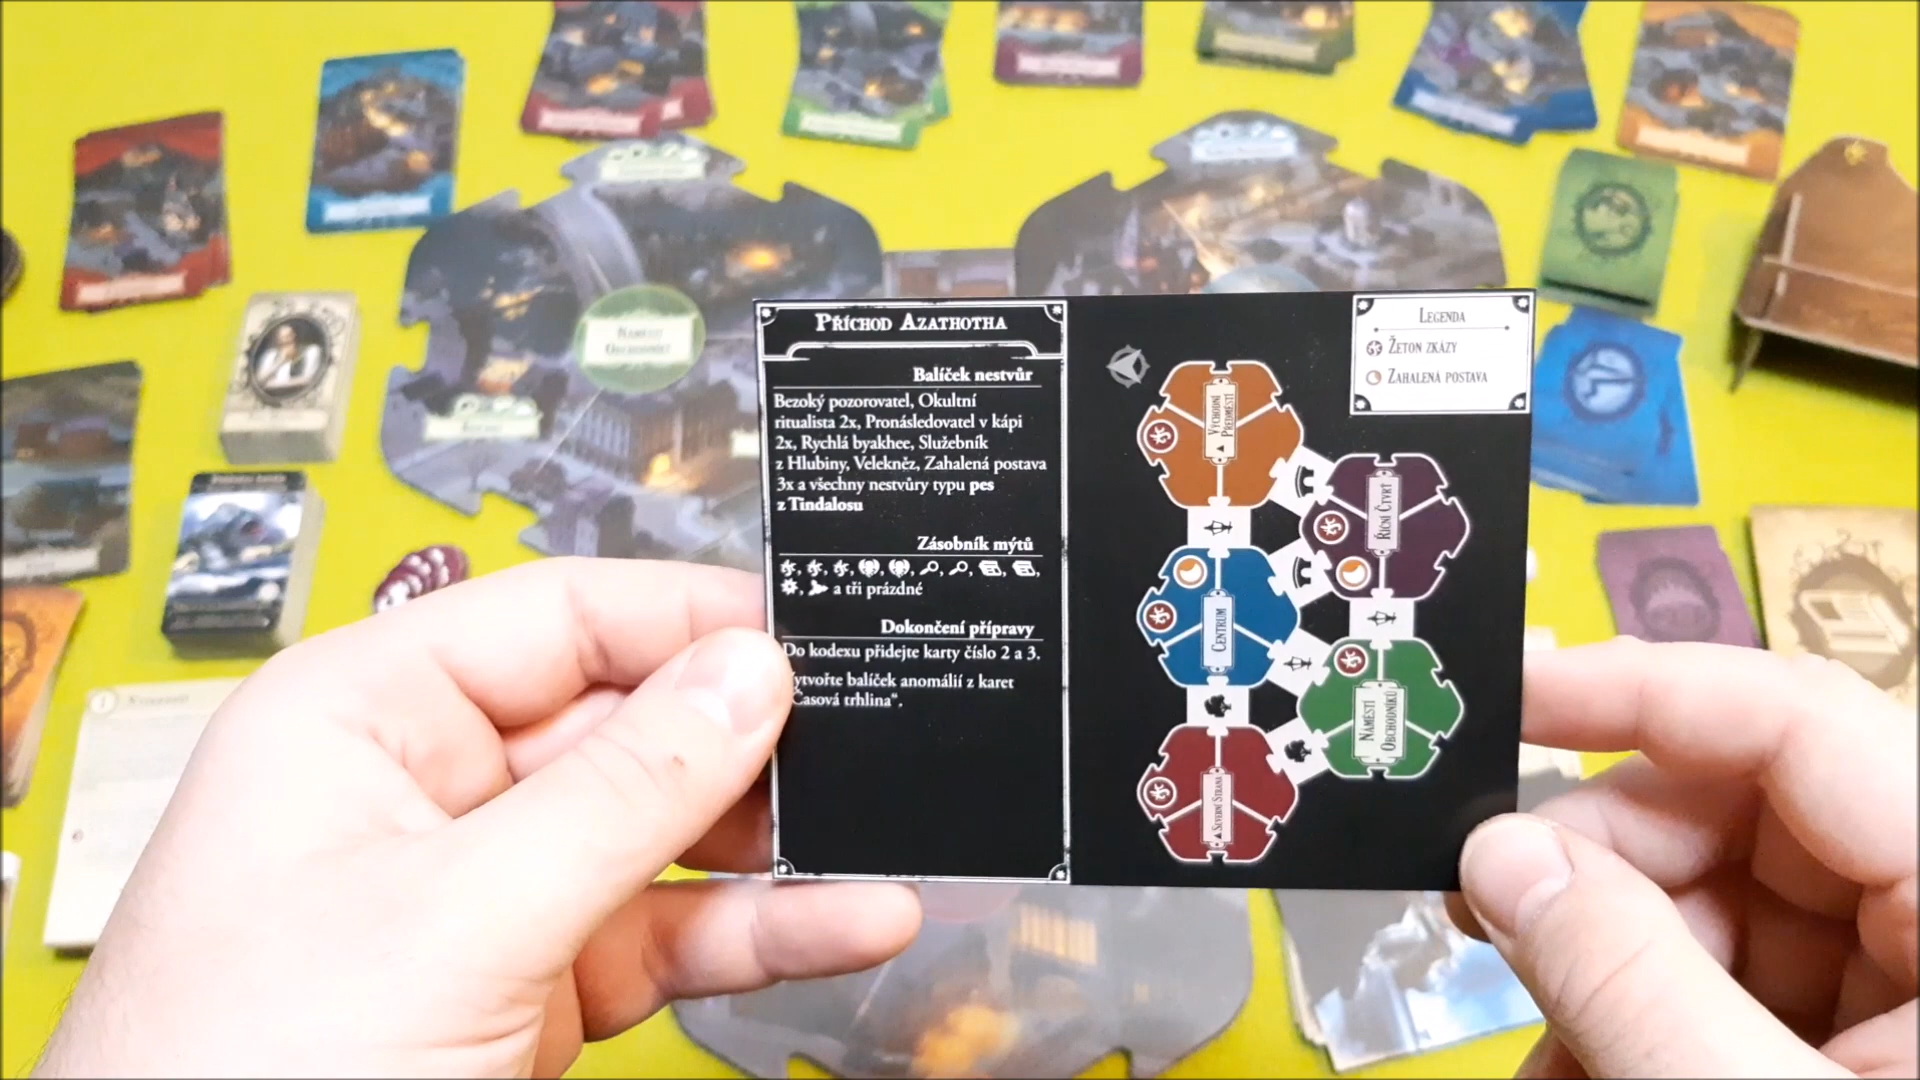 Příchod Azathotha
Balíček nestvůr
Bezoký pozorovatel, Okultní
ritualista 2x, Pronásledovatel v kápi
2x, Rychlá byakhee, Služebník
z Hlubiny, Velekněz, Zahalená postava
3x a všechny nestvůry typu pes
z Tindalosu
Zásobník mýtů
, , , , , , , , ,
, a tři prázdné
Dokončení přípravy
Do kodexu přidejte karty číslo 2 a 3.
ytvořte balíček anomálií z karet
Časová trhlina“.
Legenda
Žeton zkázy
Zahalená postava
Východní
Předměstí
Říční Čtvrť
Centrum
Náměstí
Obchodníků
Severní Strana
Náměstí
Obchodníků
1